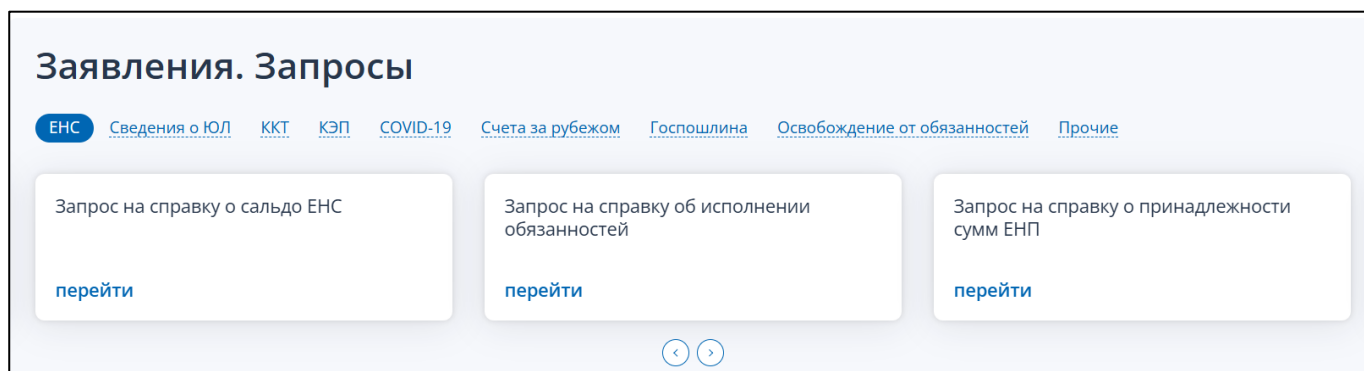 Заявления. Запросы
ЕНС Сведения о ЮЛ ККТ КЭП COVID-19 Счета за рубежом Госпошлина Освобождение от обязанностей Прочие
Запрос на справку о сальдо ЕНС
перейти
Запрос на справку об исполнении
обязанностей
перейти
Запрос на справку о принадлежности
сумм ЕНП
перейти